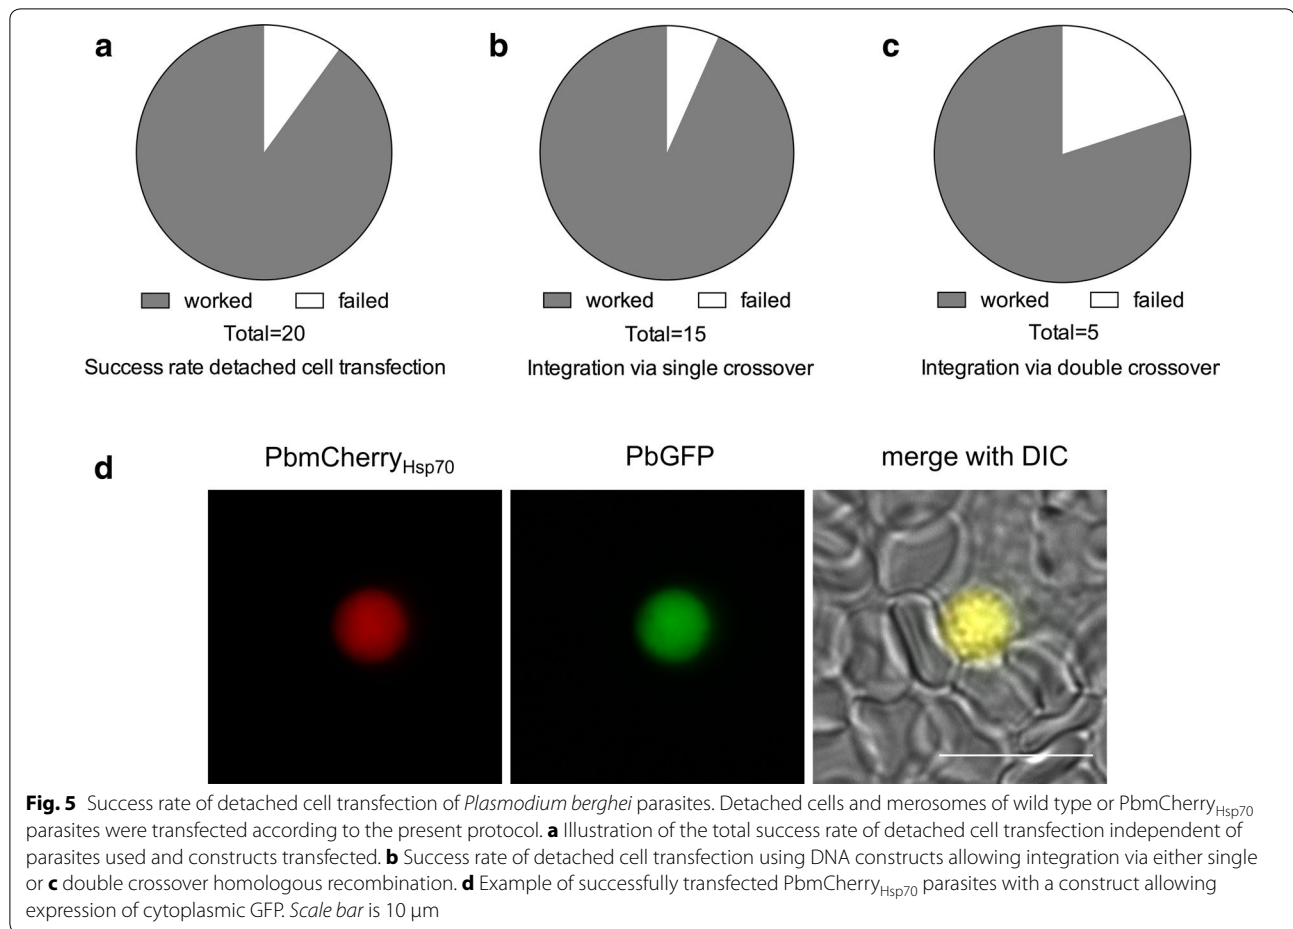 a
b
c
worked failed
worked failed
worked failed
Total=20
Total=15
Total=5
Success rate detached cell transfection
Integration via single crossover
Integration via double crossover
d
PbmCherryHsp70
PbGFP
merge with DIC
Fig. 5 Success rate of detached cell transfection of Plasmodium berghei parasites. Detached cells and merosomes of wild type or PbmCherryHsp70
parasites were transfected according to the present protocol. a Illustration of the total success rate of detached cell transfection independent of
parasites used and constructs transfected. b Success rate of detached cell transfection using DNA constructs allowing integration via either single
or c double crossover homologous recombination. d Example of successfully transfected PbmCherryHsp70 parasites with a construct allowing
expression of cytoplasmic GFP. Scale bar is 10 µm